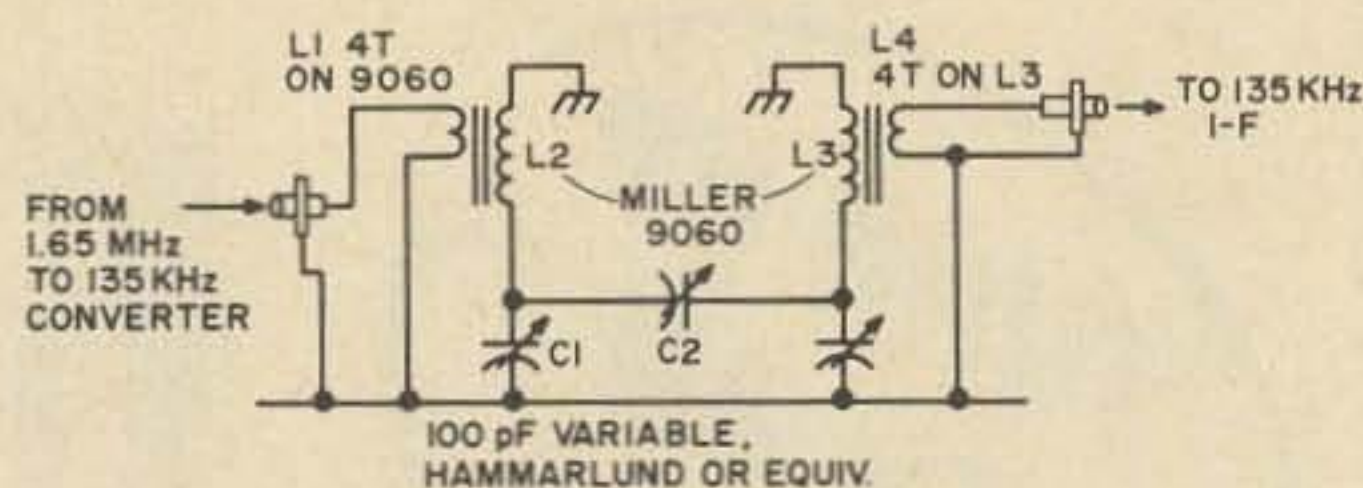 L1 4T
ON 9060
L4
4T ON L3
TO 135 KHz
I-F
L2
L3
MILLER
9060
FROM
1.65 MHz
TO 135 KHz
CONVERTER
C1
C2
100 pF VARIABLE,
HAMMARLUND OR EQUIV.